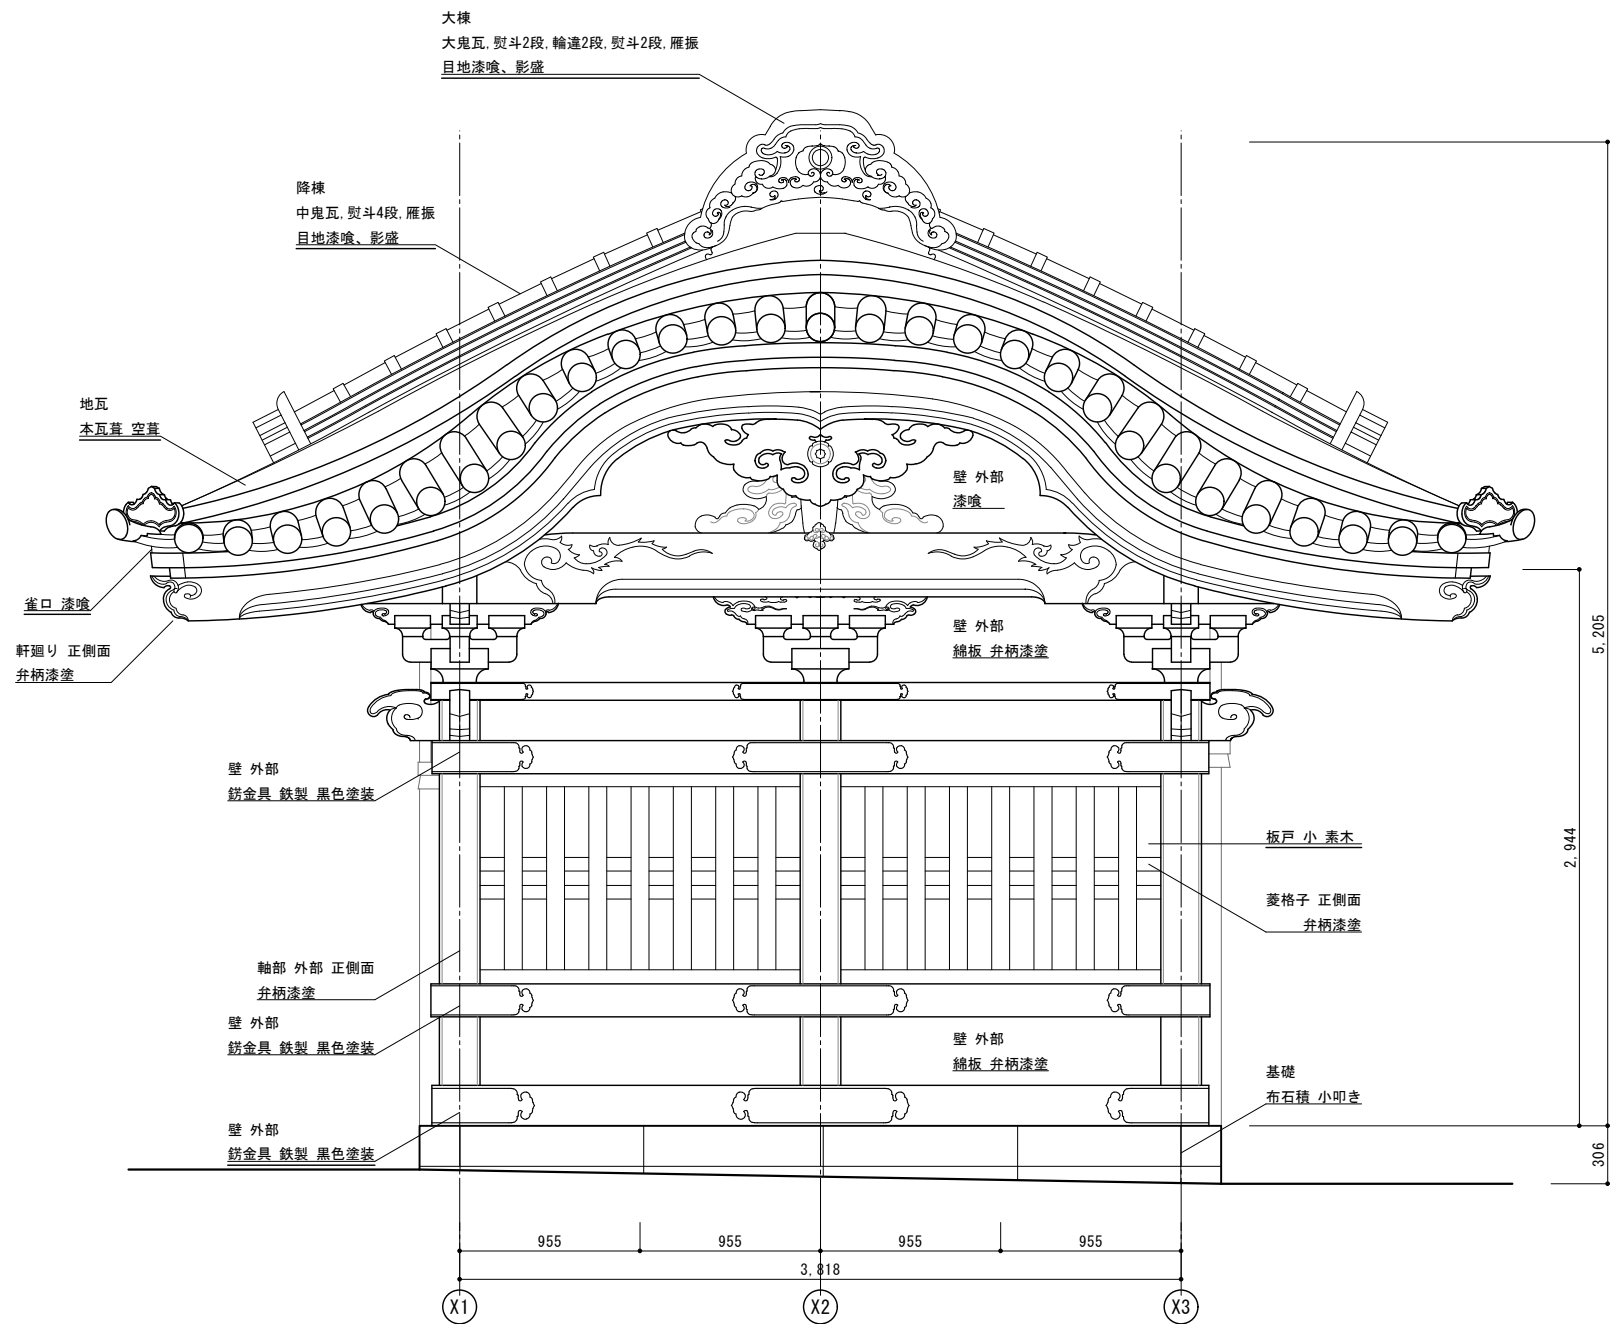 大棟
大鬼瓦,熨斗2段,輪違2段,熨斗2段,雁振
目地漆喰、影盛
降棟
中鬼瓦,熨斗4段,雁振
目地漆喰、影盛
地瓦
本瓦葺 空葺
雀口 漆喰
軒廻り 正側面
弁柄漆塗
壁 外部
漆喰
壁 外部
綿板 弁柄漆塗
壁 外部
錺金具 鉄製 黒色塗装
板戸 小 素木
菱格子 正側面
弁柄漆塗
軸部 外部 正側面
弁柄漆塗
壁 外部
錺金具 鉄製 黒色塗装
壁 外部
綿板 弁柄漆塗
基礎
布石積 小叩き
壁 外部
錺金具 鉄製 黒色塗装
5,205
2,944
306
955 955 955 955
3,818
X1 X2 X3